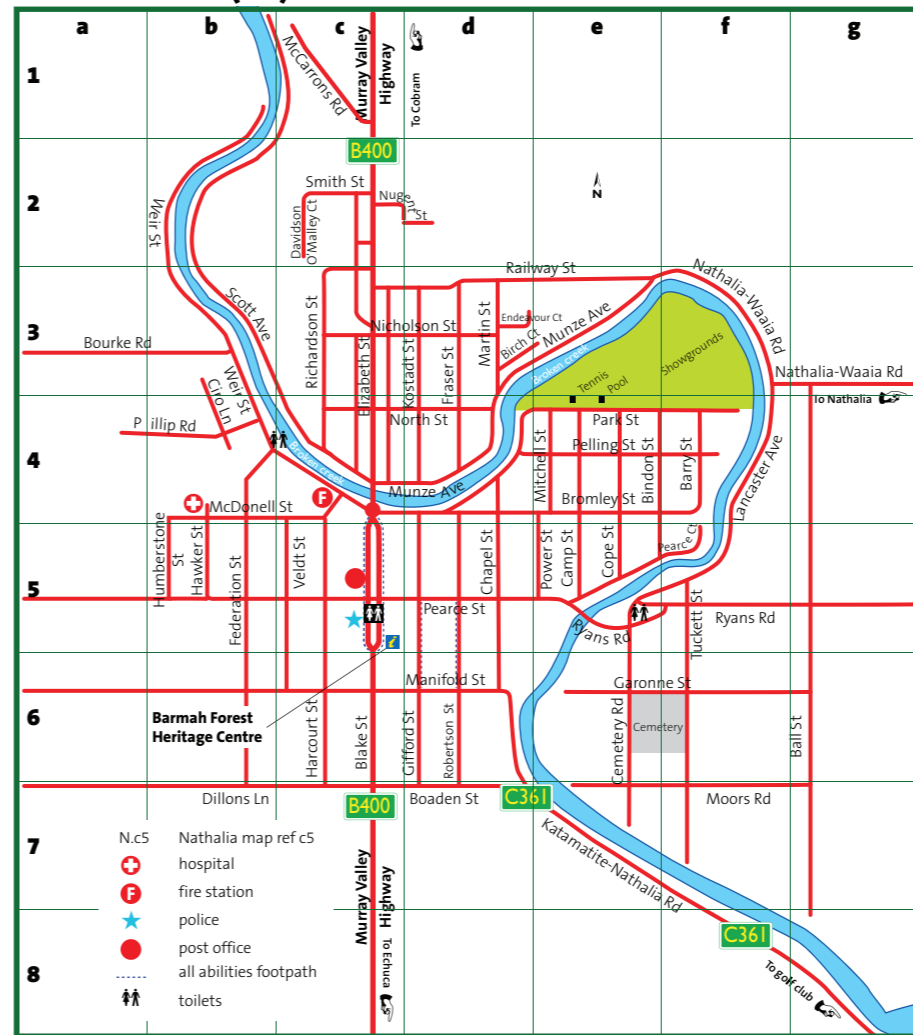 a b c d e f g
1
McCarrons Rd
Murray Valley
Highway
To Cobram
B400
2
Smith St
Nugent St
N
Davidson
O'Malley Ct
Weir St
Scott Ave
Railway St
Nathalia-Waaia Rd
3
Richardson St
Nicholson St
Elizabeth St
Kostadt St
Fraser St
Martin St
Endeavour Ct
Birch Ct
Munze Ave
Broken creek
Showgrounds
Tennis
Pool
Bourke Rd
Nathalia-Waaia Rd
To Nathalia
Weir St
Ciro Ln
Phillip Rd
4
North St
Park St
Pelling St
Mitchell St
Bindon St
Barry St
Lancaster Ave
Broken creek
Munze Ave
Bromley St
F
McDonell St
Humberstone
St
Hawker St
Federation St
Veldt St
Chapel St
Power St
Camp St
Cope St
Pearce Ct
5
Pearce St
Ryans Rd
Ryans Rd
Tuckett St
i
Manifold St
Garonne St
6
Barmah Forest
Heritage Centre
Harcourt St
Blake St
Gifford St
Robertson St
Cemetery Rd
Cemetery
Ball St
Dillons Ln
B400
Boaden St
C361
Moors Rd
7
N.c5 Nathalia map ref c5
hospital
F fire station
police
post office
all abilities footpath
toilets
Murray Valley
Highway
To Echuca
Katamatite-Nathalia Rd
C361
8
To golf club